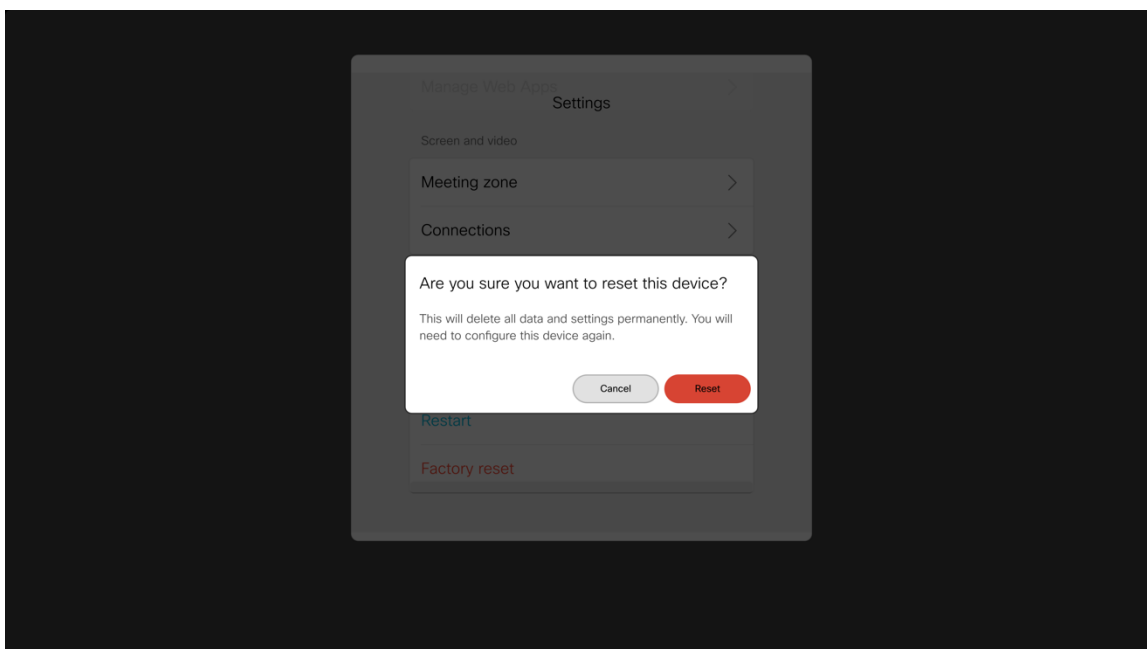 Manage Web Apps
Settings
Screen and video
Meeting zone
Connections
Are you sure you want to reset this device?
This will delete all data and settings permanently. You will
need to configure this device again.
Cancel
Reset
Restart
Factory reset